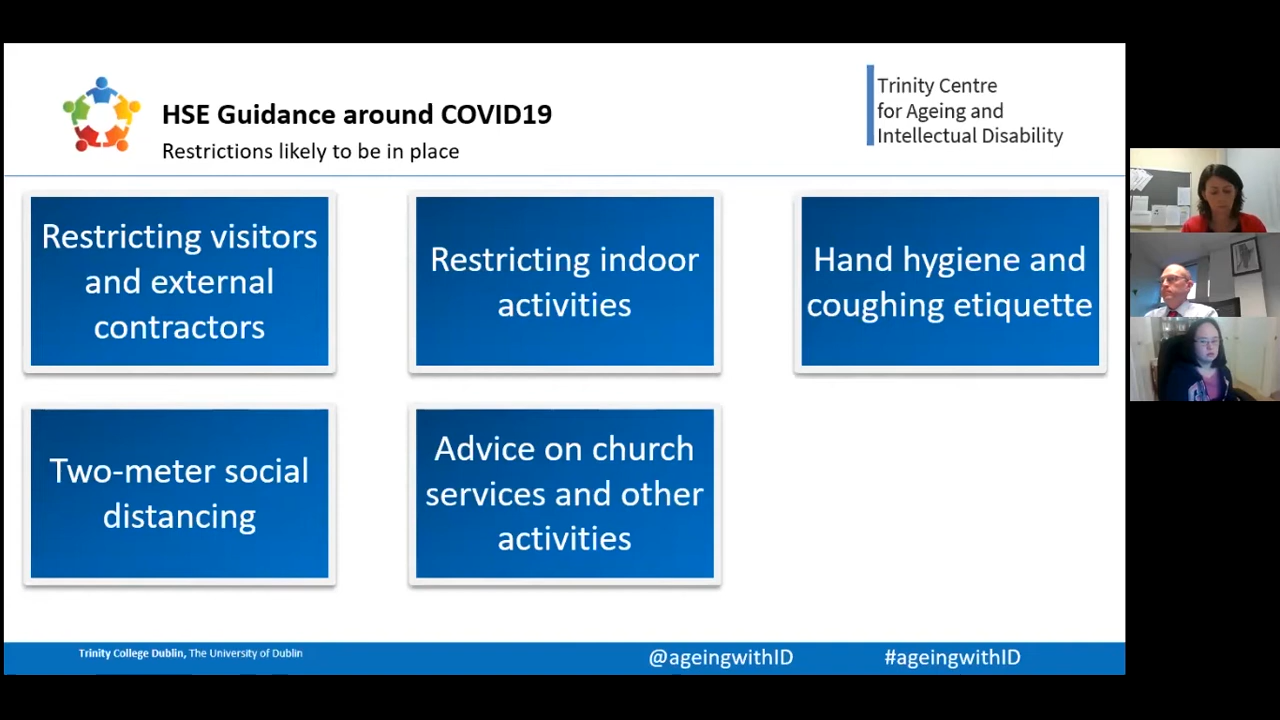 HSE Guidance around COVID19
Restrictions likely to be in place
Trinity Centre
for Ageing and
Intellectual Disability
Restricting visitors
and external
contractors
Restricting indoor
activities
Hand hygiene and
coughing etiquette
Two-meter social
distancing
Advice on church
services and other
activities
Trinity College Dublin, The University of Dublin
@ageingwithID
#ageingwithID